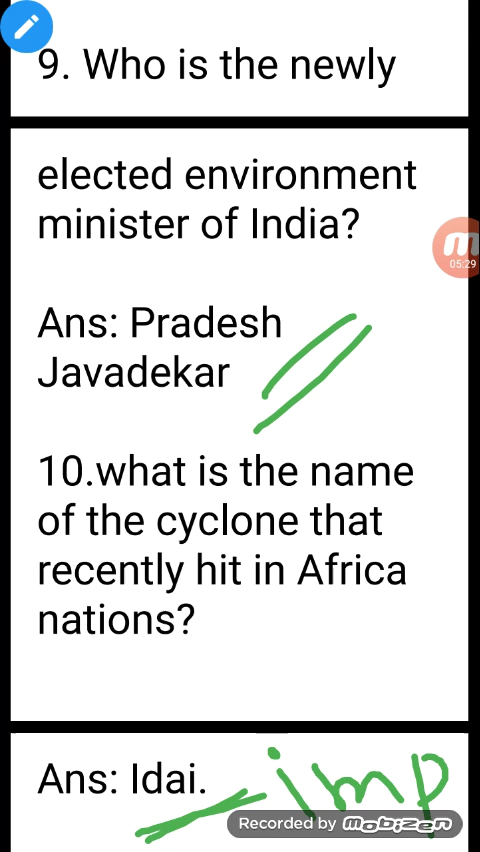 9. Who is the newly
elected environment
minister of India?
m
05:29
Ans: Pradesh
Javadekar
10.what is the name
of the cyclone that
recently hit in Africa
nations?
Ans: Idai.
imp
Recorded by mobizen